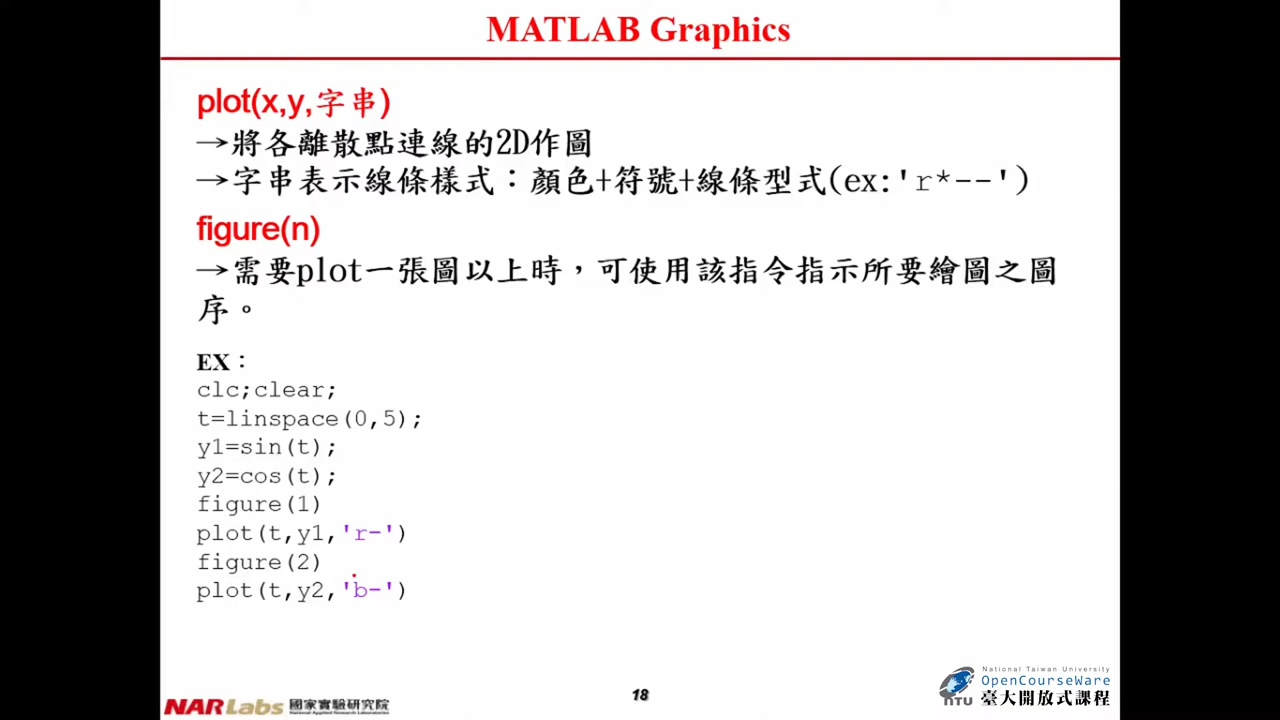 MATLAB Graphics
plot(x,y,字串)
→將各離散點連線的2D作圖
→字串表示線條樣式：顏色+符號+線條型式(ex:'r*--')
figure(n)
→需要plot一張圖以上時，可使用該指令指示所要繪圖之圖
序。
EX：
clc;clear;
t=linspace(0,5);
y1=sin(t);
y2=cos(t);
figure(1)
plot(t,y1,'r-')
figure(2)
plot(t,y2,'b-')
NARLabs 國家實驗研究院
National Applied Research Laboratories
18
National Taiwan University
OpenCourseWare
臺大開放式課程
NTU